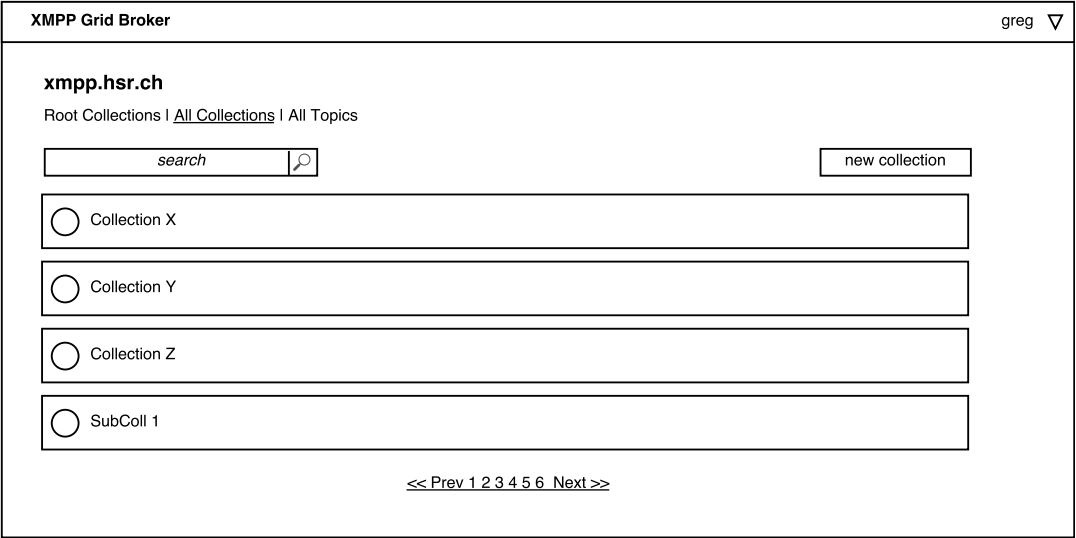 XMPP Grid Broker greg
xmpp.hsr.ch
Root Collections | All Collections | All Topics
search
new collection
Collection X
Collection Y
Collection Z
SubColl 1
<< Prev 1 2 3 4 5 6 Next >>